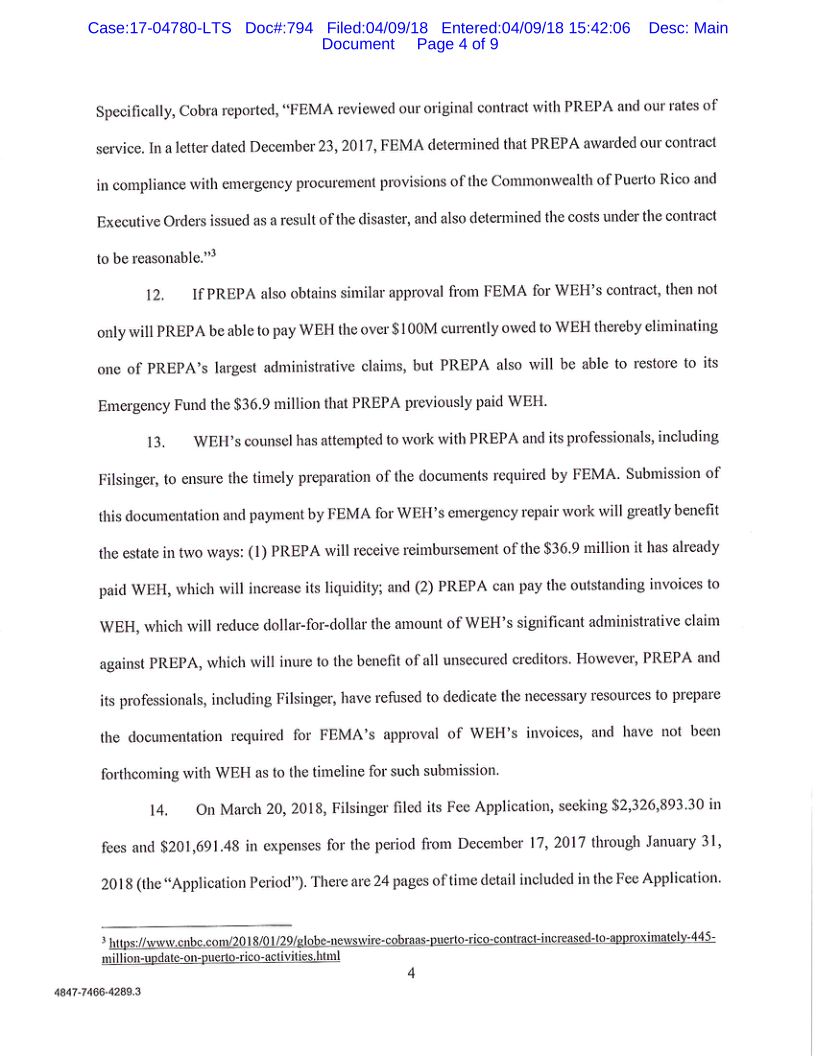 Case:17-04780-LTS Doc#:794 Filed:04/09/18 Entered:04/09/18 15:42:06 Desc: Main
Document Page 4 of 9
Specifically, Cobra reported, “FEMA reviewed our original contract with PREPA and our rates of
service. In a letter dated December 23, 2017, FEMA determined that PREPA awarded our contract
in compliance with emergency procurement provisions of the Commonwealth of Puerto Rico and
Executive Orders issued as a result of the disaster, and also determined the costs under the contract
to be reasonable.”3
12. If PREPA also obtains similar approval from FEMA for WEH’s contract, then not
only will PREPA be able to pay WEH the over $100M currently owed to WEH thereby eliminating
one of PREPA’s largest administrative claims, but PREPA also will be able to restore to its
Emergency Fund the $36.9 million that PREPA previously paid WEH.
13. WEH’s counsel has attempted to work with PREPA and its professionals, including
Filsinger, to ensure the timely preparation of the documents required by FEMA. Submission of
this documentation and payment by FEMA for WEH’s emergency repair work will greatly benefit
the estate in two ways: (1) PREPA will receive reimbursement of the $36.9 million it has already
paid WEH, which will increase its liquidity; and (2) PREPA can pay the outstanding invoices to
WEH, which will reduce dollar-for-dollar the amount of WEH’s significant administrative claim
against PREPA, which will inure to the benefit of all unsecured creditors. However, PREPA and
its professionals, including Filsinger, have refused to dedicate the necessary resources to prepare
the documentation required for FEMA’s approval of WEH’s invoices, and have not been
forthcoming with WEH as to the timeline for such submission.
14. On March 20, 2018, Filsinger filed its Fee Application, seeking $2,326,893.30 in
fees and $201,691.48 in expenses for the period from December 17, 2017 through January 31,
2018 (the “Application Period”). There are 24 pages of time detail included in the Fee Application.
3 https://www.cnbc.com/2018/01/29/globe-newswire-cobraas-puerto-rico-contract-increased-to-approximately-445-
million-update-on-puerto-rico-activities.html
4
4847-7466-4289.3